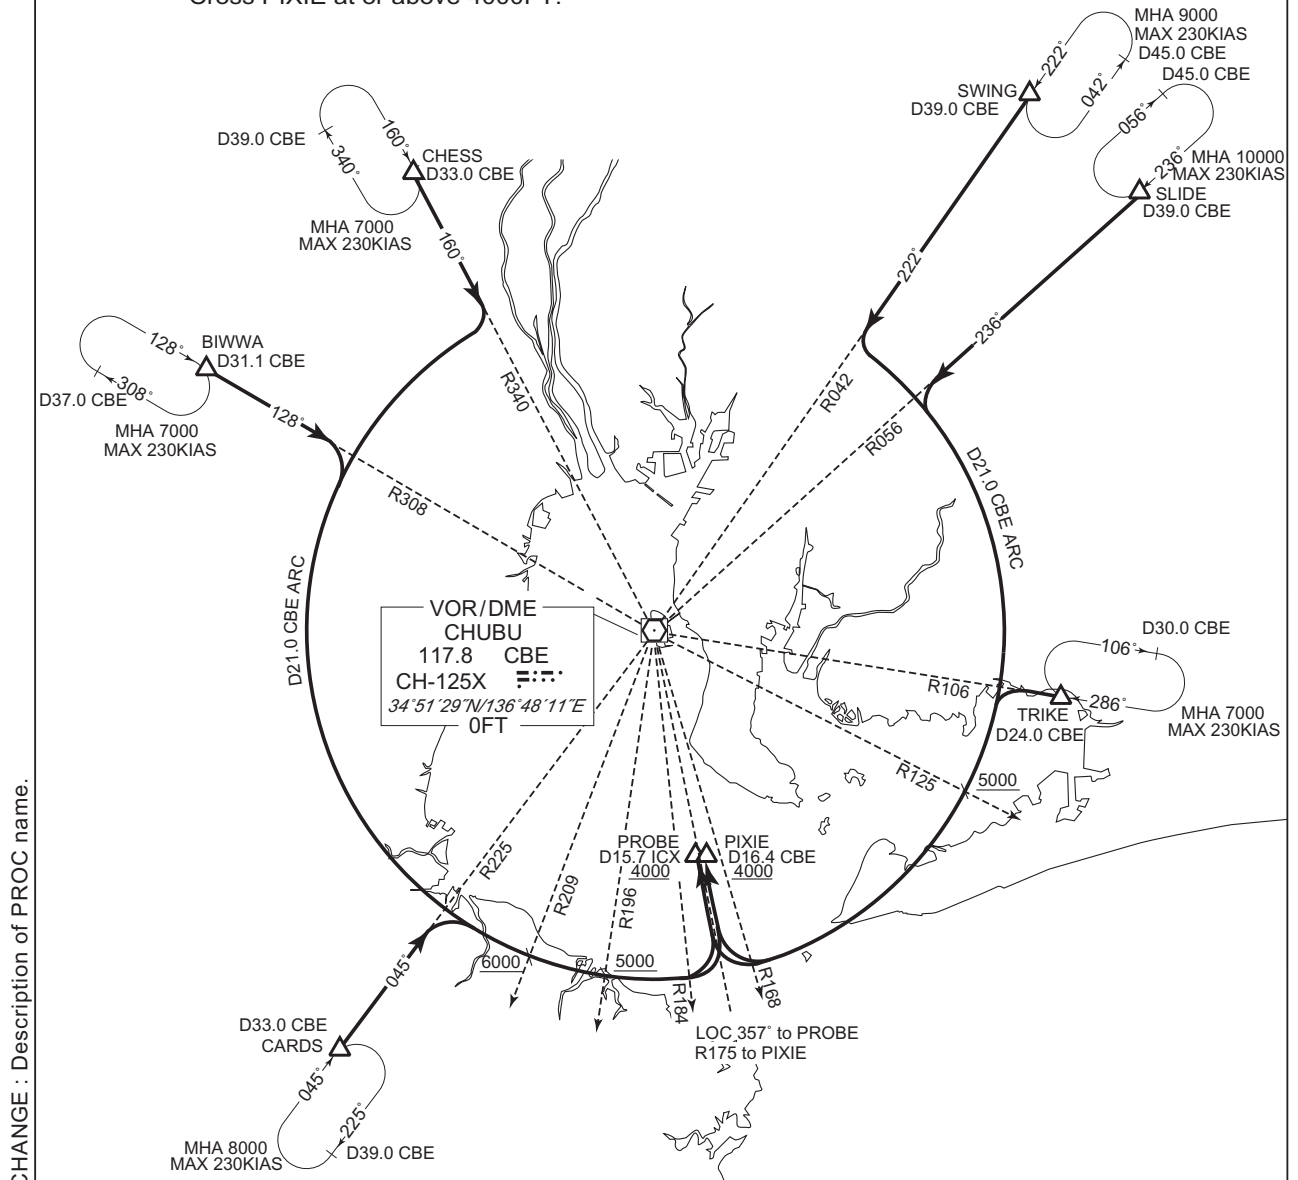 MHA 9000
MAX 230KIAS
D45.0 CBE
D45.0 CBE
222°
042°
SWING
D39.0 CBE
056°
236°
MHA 10000
MAX 230KIAS
SLIDE
D39.0 CBE
D39.0 CBE
160°
340°
CHESS
D33.0 CBE
MHA 7000
MAX 230KIAS
160°
222°
236°
BIWWA
D31.1 CBE
128°
308°
D37.0 CBE
MHA 7000
MAX 230KIAS
128°
R340
R042
R056
R308
D21.0 CBE ARC
D21.0 CBE ARC
VOR/DME
CHUBU
117.8 CBE
CH-125X
34°51´29˝N/136°48´11˝E
0FT
R106
106°
D30.0 CBE
286°
TRIKE
D24.0 CBE
MHA 7000
MAX 230KIAS
R125
5000
PROBE
D15.7 ICX
4000
PIXIE
D16.4 CBE
4000
R225
R209
R196
6000
5000
R184
R168
045°
LOC 357° to PROBE
R175 to PIXIE
D33.0 CBE
CARDS
045°
225°
D39.0 CBE
MHA 8000
MAX 230KIAS
CHANGE : Description of PROC name.